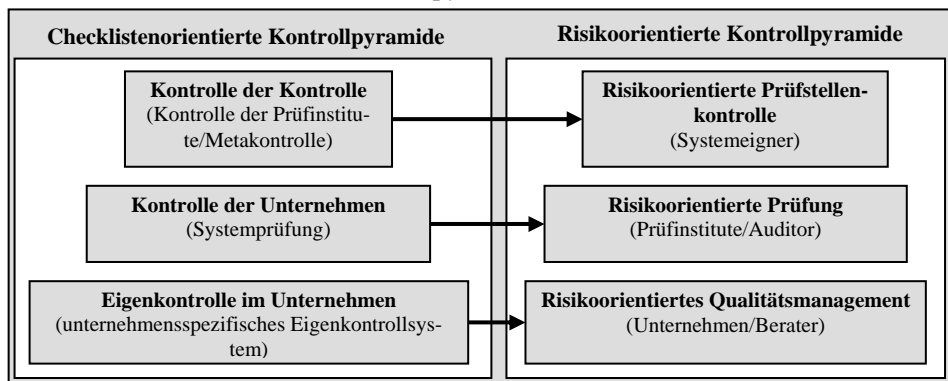 Checklistenorientierte Kontrollpyramide
Kontrolle der Kontrolle
(Kontrolle der Prüfinstitu-
te/Metakontrolle)
Kontrolle der Unternehmen
(Systemprüfung)
Eigenkontrolle im Unternehmen
(unternehmensspezifisches Eigenkontrollsys-
tem)
Risikoorientierte Kontrollpyramide
Risikoorientierte Prüfstellen-
kontrolle
(Systemeigner)
Risikoorientierte Prüfung
(Prüfinstitute/Auditor)
Risikoorientiertes Qualitätsmanagement
(Unternehmen/Berater)